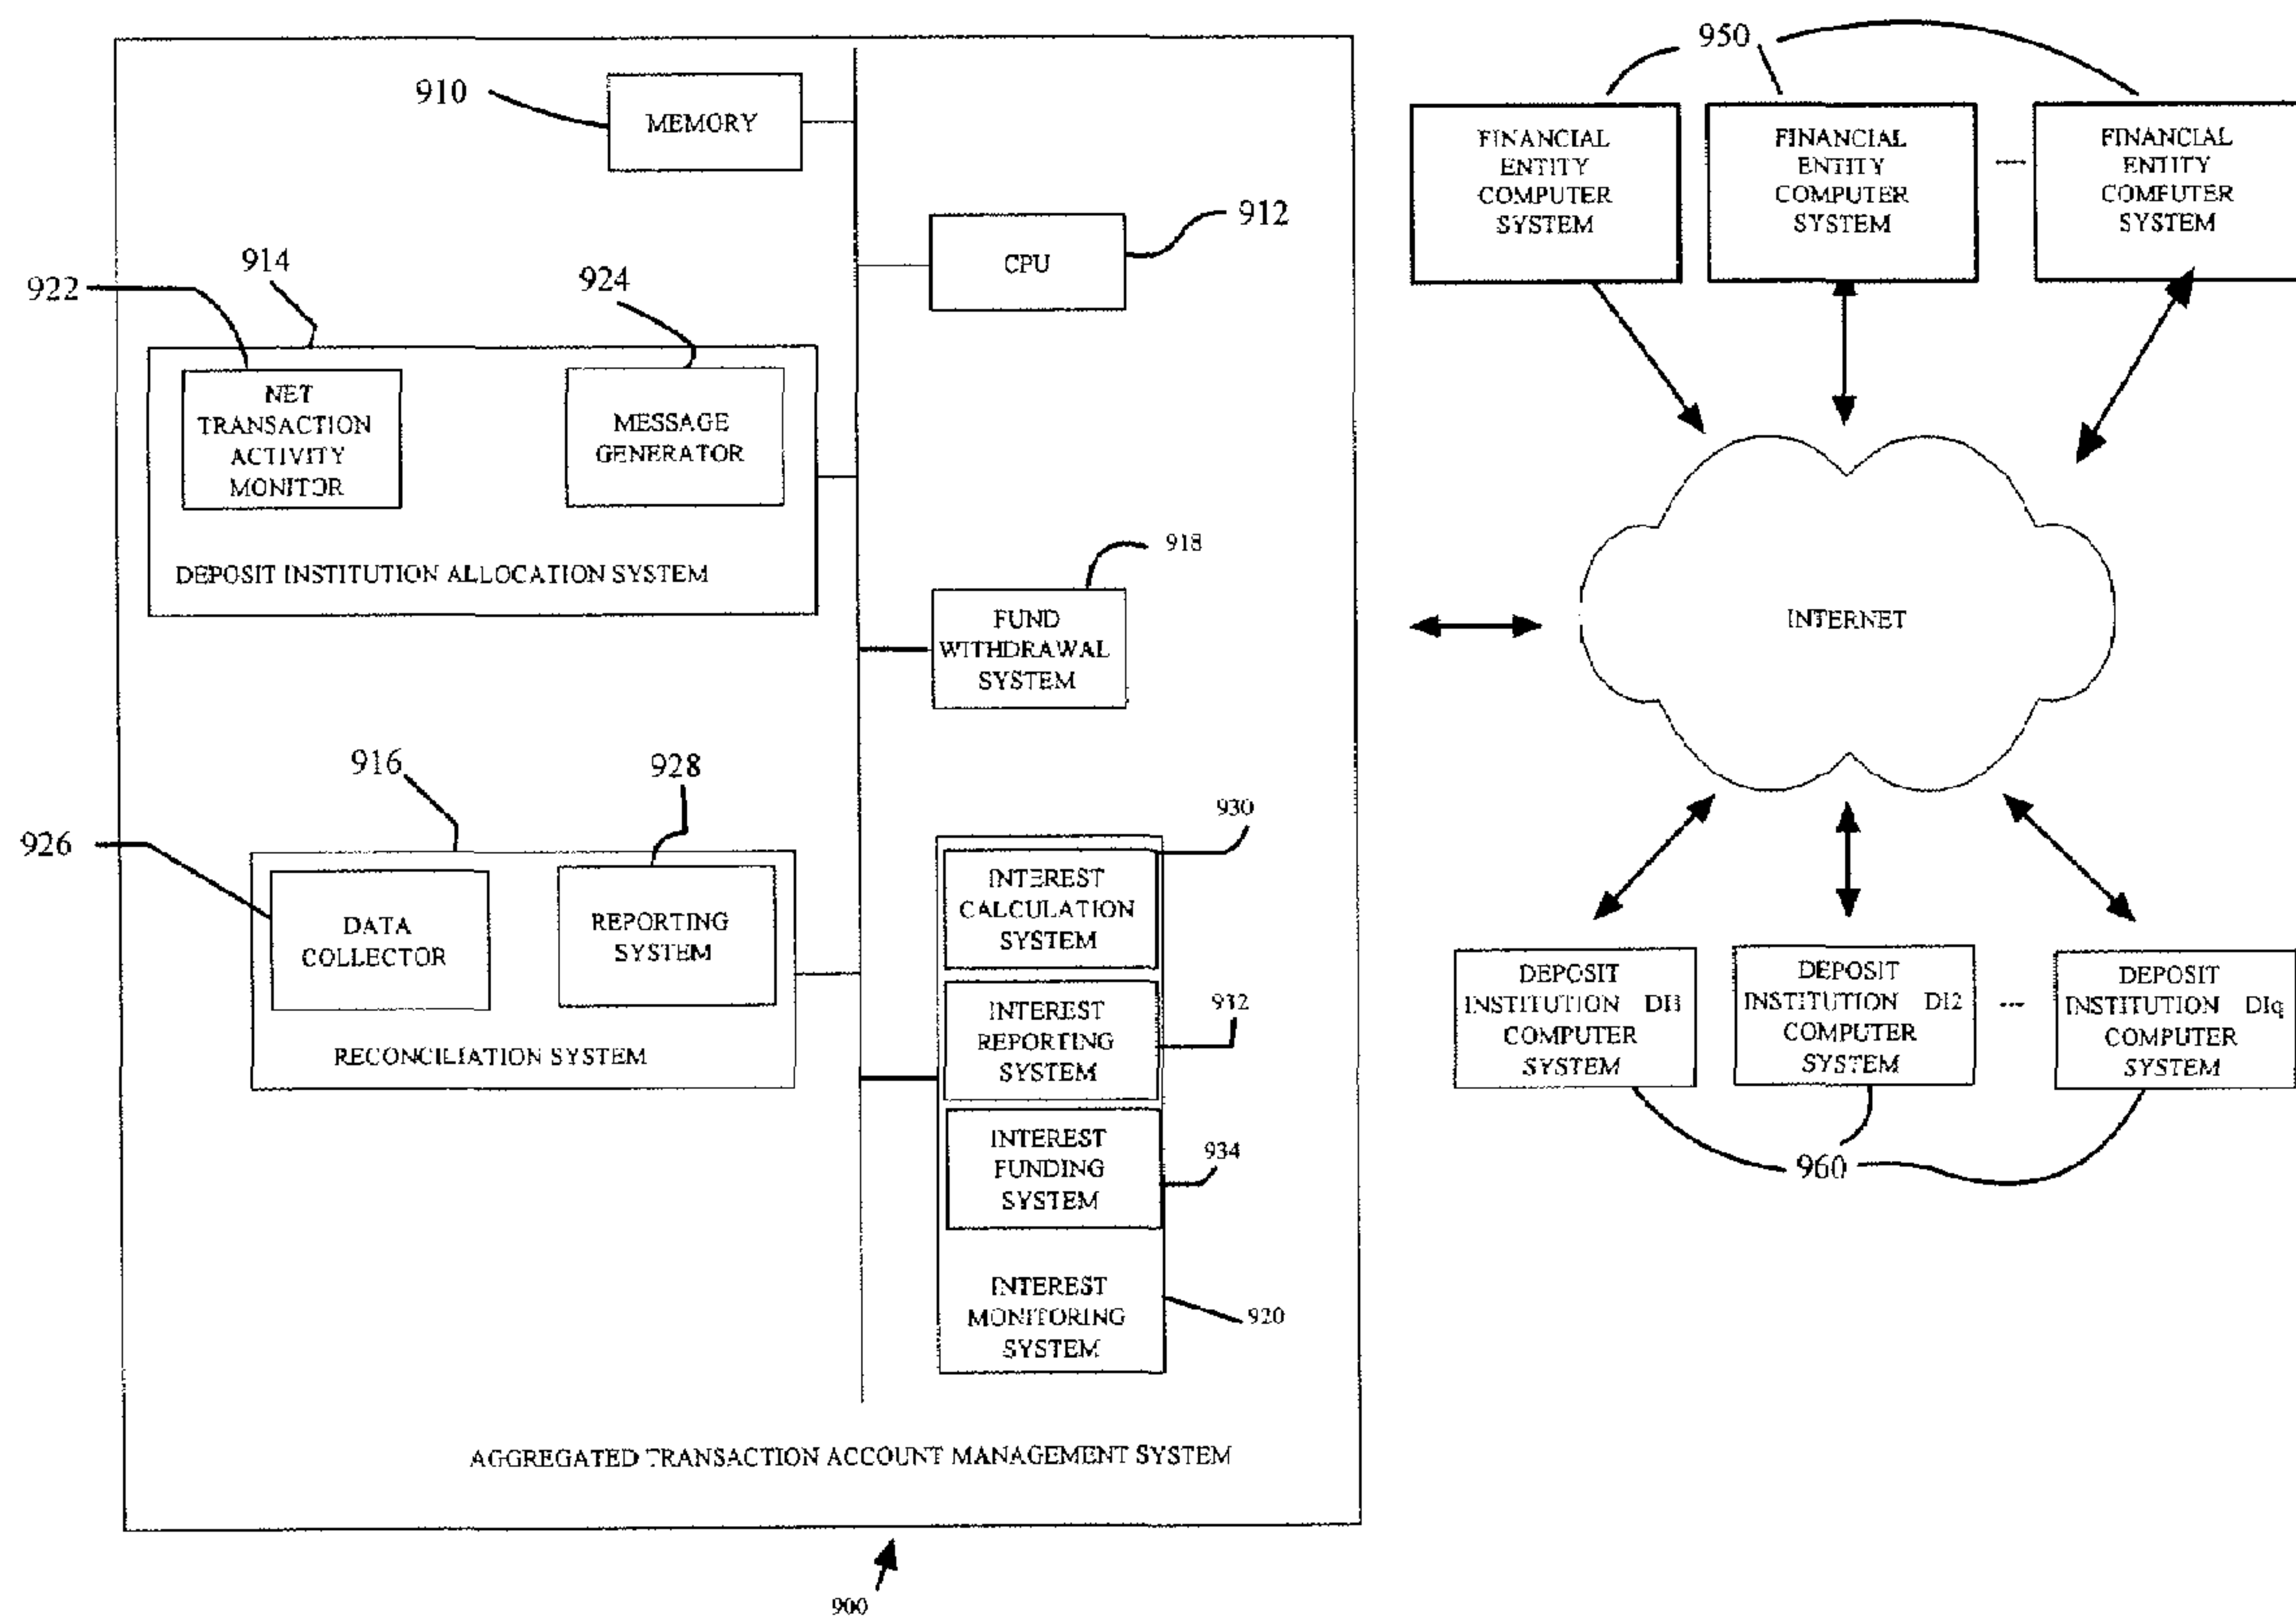 910
MEMORY
912
CPU
922
914
924
NET
TRANSACTION
ACTIVITY
MONITOR
MESSAGE
GENERATOR
DEPOSIT INSTITUTION ALLOCATION SYSTEM
918
FUND
WITHDRAWAL
SYSTEM
916
928
926
DATA
COLLECTOR
REPORTING
SYSTEM
RECONCILIATION SYSTEM
930
INTEREST
CALCULATION
SYSTEM
932
INTEREST
REPORTING
SYSTEM
934
INTEREST
FUNDING
SYSTEM
INTEREST
MONITORING
SYSTEM
920
AGGREGATED TRANSACTION ACCOUNT MANAGEMENT SYSTEM
900
950
FINANCIAL
ENTITY
COMPUTER
SYSTEM
FINANCIAL
ENTITY
COMPUTER
SYSTEM
---
FINANCIAL
ENTITY
COMPUTER
SYSTEM
INTERNET
DEPOSIT
INSTITUTION DI1
COMPUTER
SYSTEM
DEPOSIT
INSTITUTION DI2
COMPUTER
SYSTEM
---
DEPOSIT
INSTITUTION DIq
COMPUTER
SYSTEM
960